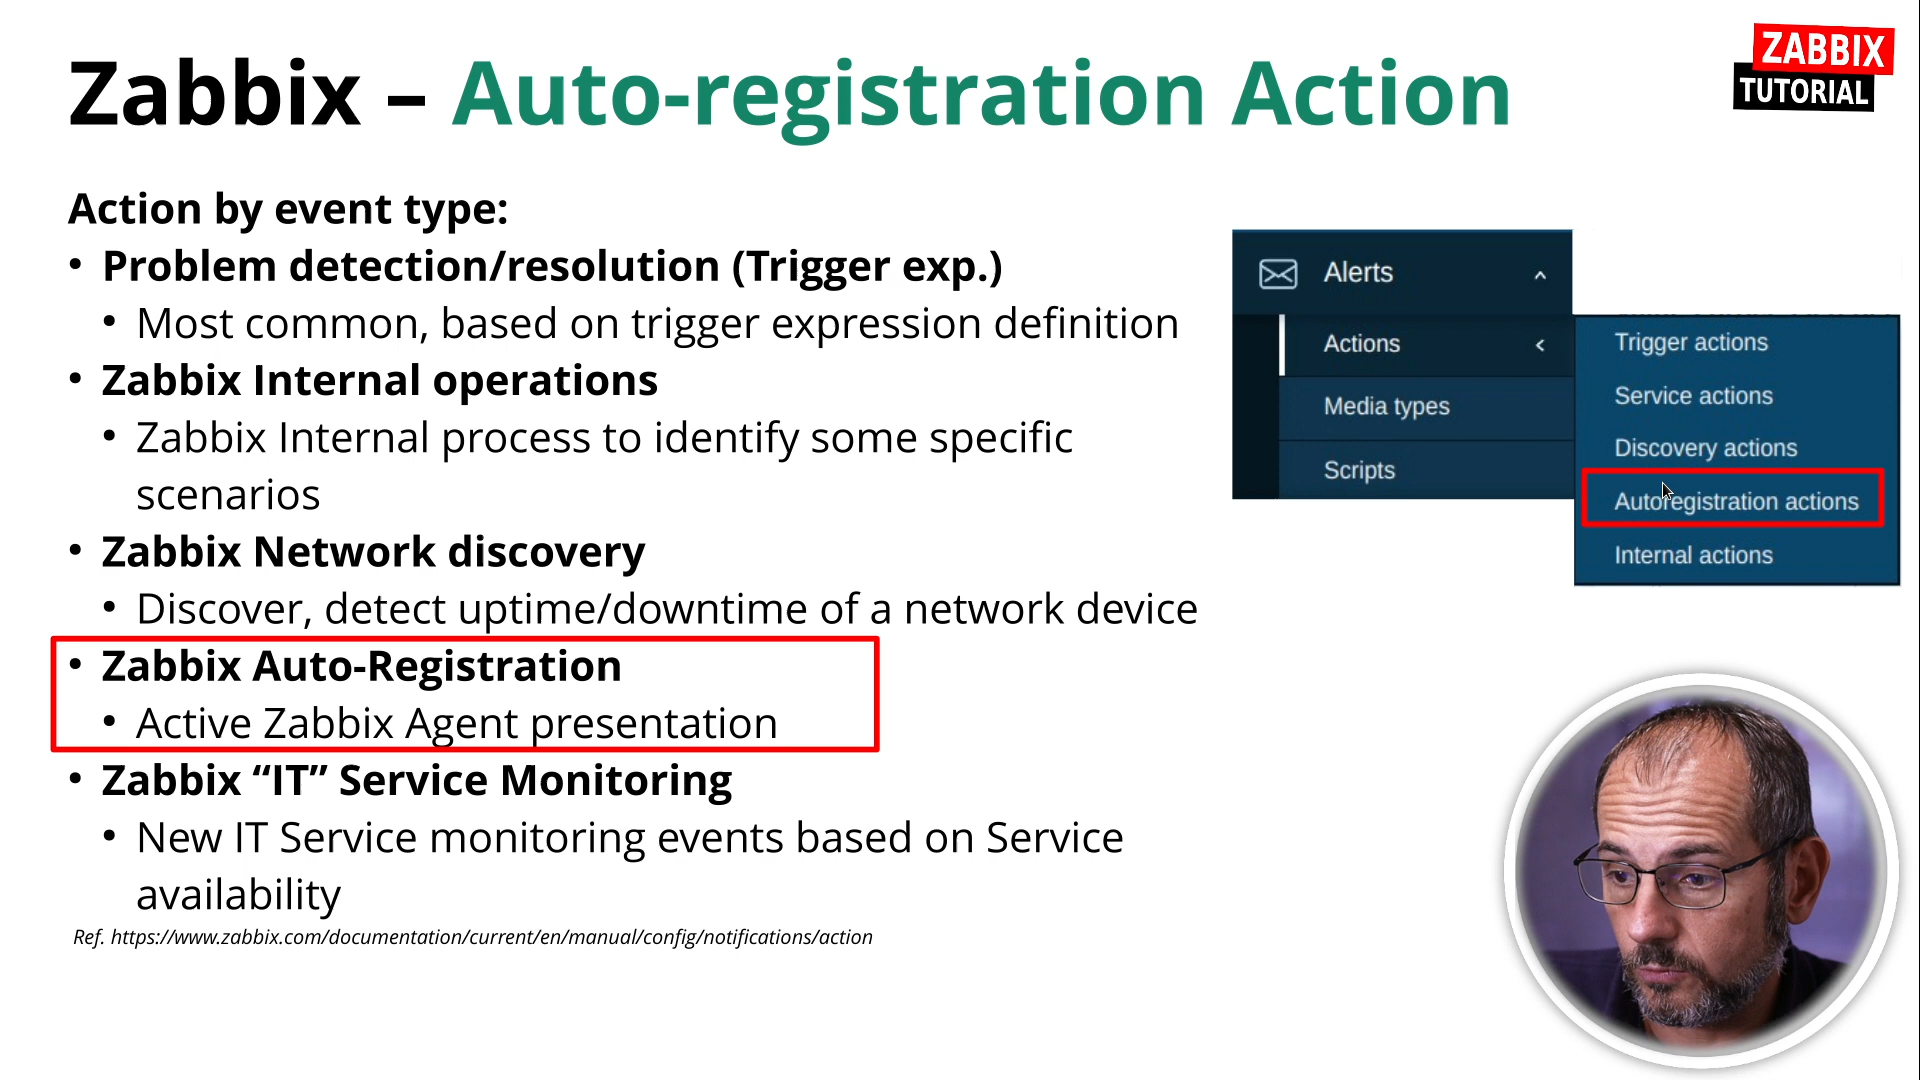 Zabbix – Auto-registration Action
ZABBIX
TUTORIAL
Action by event type:
• Problem detection/resolution (Trigger exp.)
• Most common, based on trigger expression definition
• Zabbix Internal operations
• Zabbix Internal process to identify some specific
scenarios
• Zabbix Network discovery
• Discover, detect uptime/downtime of a network device
• Zabbix Auto-Registration
• Active Zabbix Agent presentation
• Zabbix “IT” Service Monitoring
• New IT Service monitoring events based on Service
availability
Ref. https://www.zabbix.com/documentation/current/en/manual/config/notifications/action
Alerts
Actions
Media types
Scripts
Trigger actions
Service actions
Discovery actions
Autoregistration actions
Internal actions